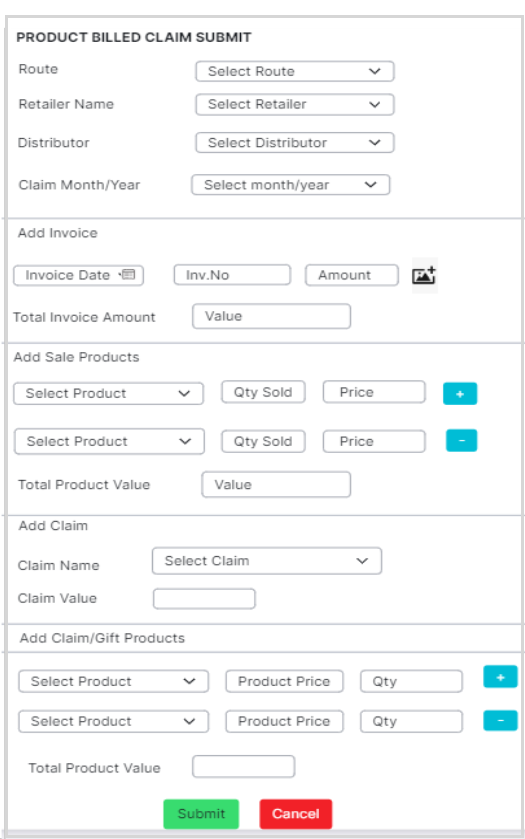 PRODUCT BILLED CLAIM SUBMIT
Route Select Route
Retailer Name Select Retailer
Distributor Select Distributor
Claim Month/Year Select month/year
Add Invoice
Invoice Date Inv.No Amount
Total Invoice Amount Value
Add Sale Products
Select Product Qty Sold Price +
Select Product Qty Sold Price -
Total Product Value Value
Add Claim
Claim Name Select Claim
Claim Value
Add Claim/Gift Products
Select Product Product Price Qty +
Select Product Product Price Qty -
Total Product Value
Submit Cancel